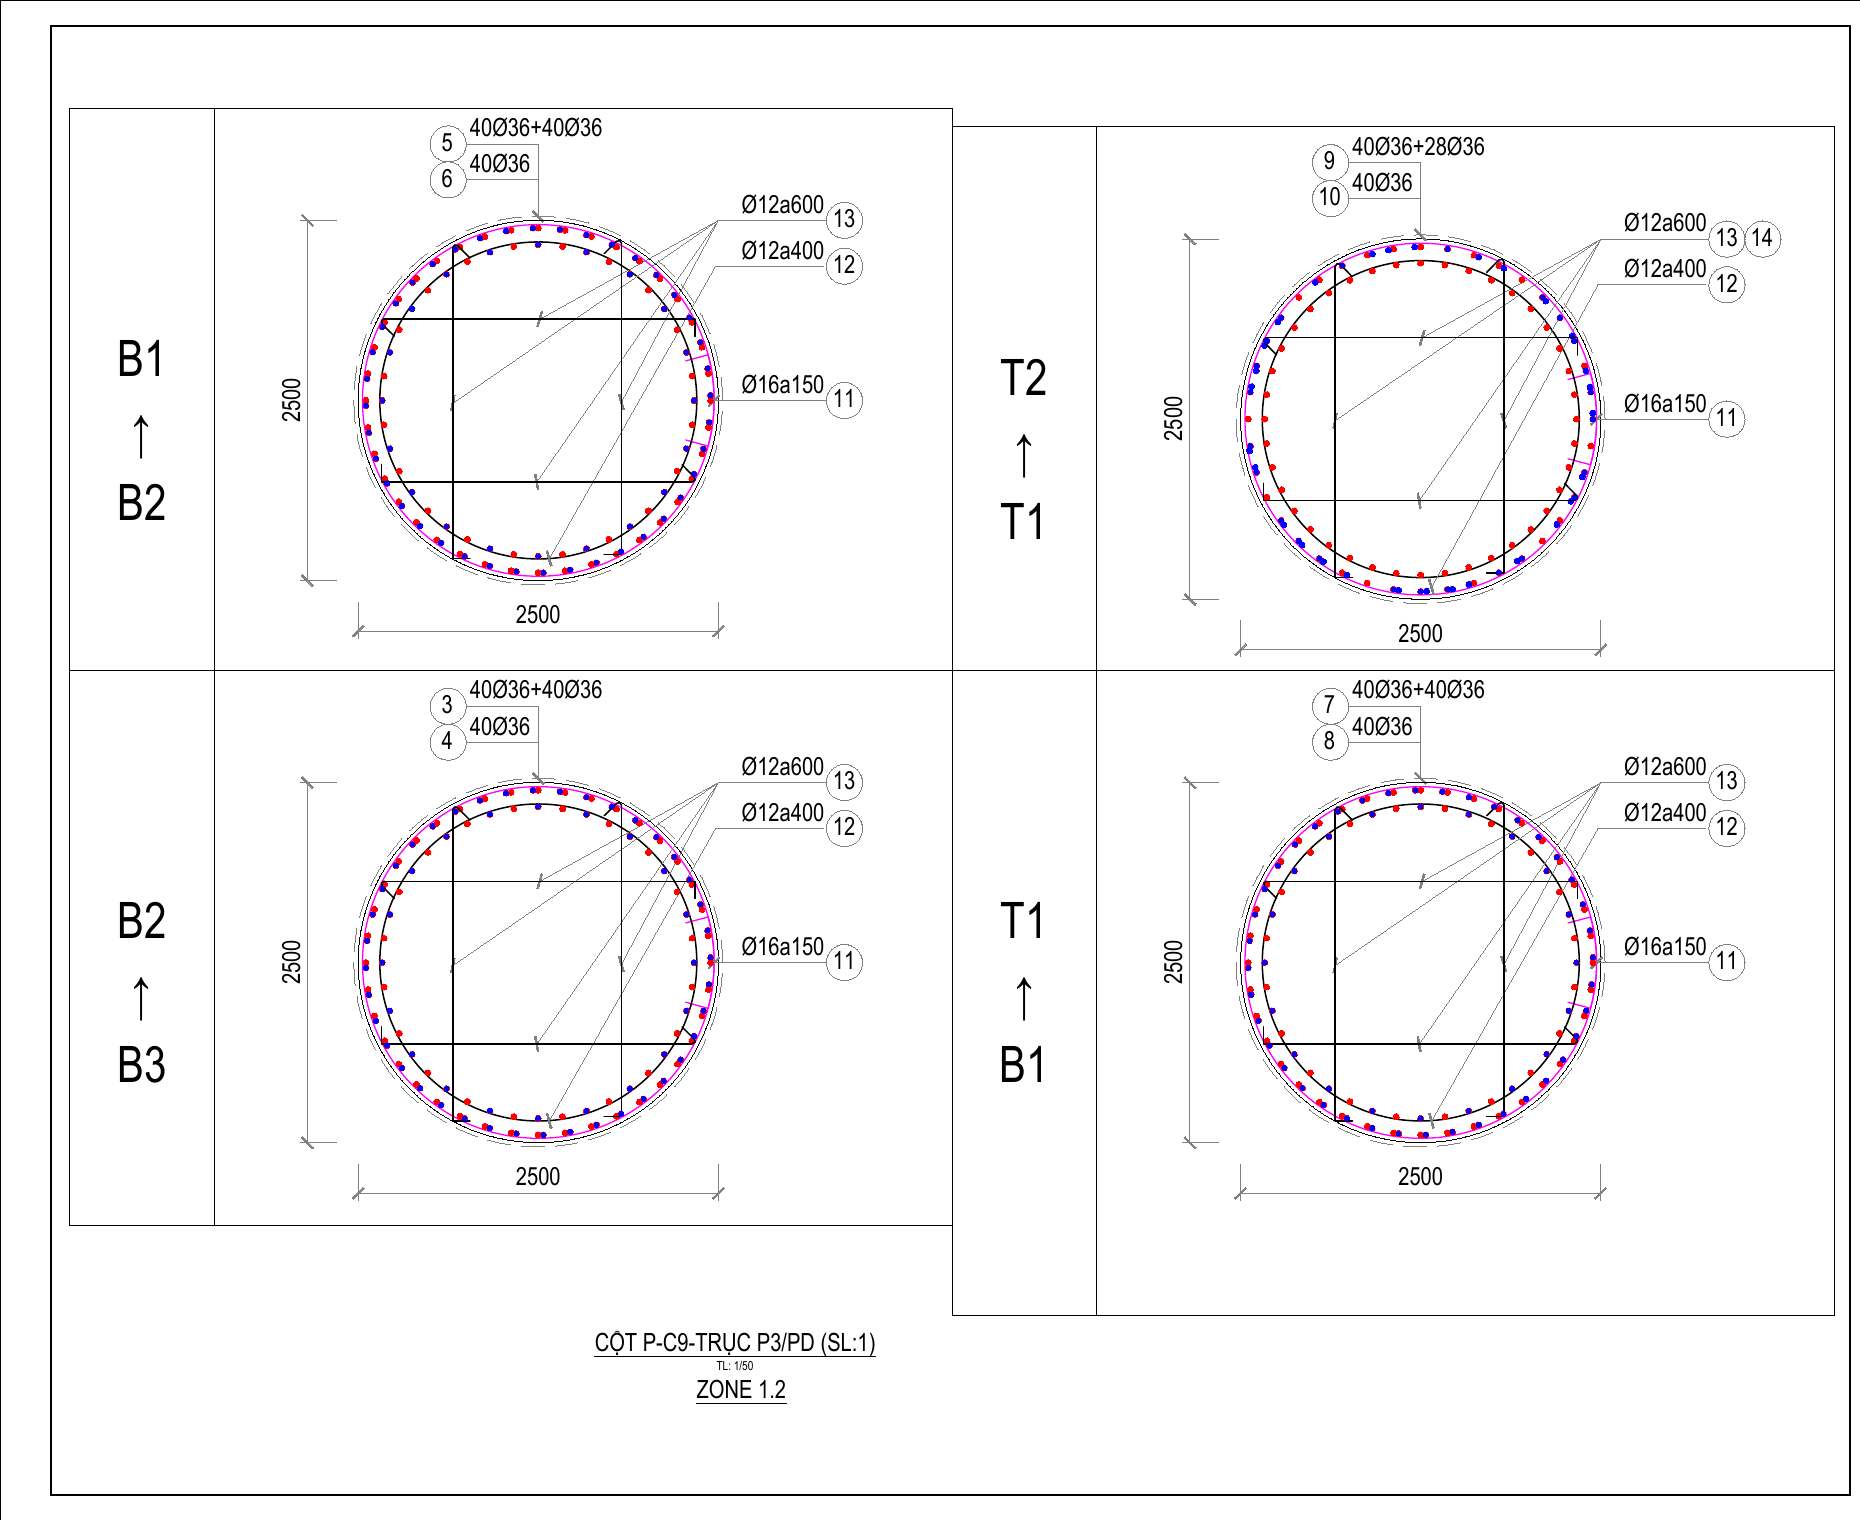 B1
↑
B2
5 40Ø36+40Ø36
6 40Ø36
Ø12a600 13
Ø12a400 12
Ø16a150 11
2500
2500
T2
↑
T1
9 40Ø36+28Ø36
10 40Ø36
Ø12a600 13 14
Ø12a400 12
Ø16a150 11
2500
2500
B2
↑
B3
3 40Ø36+40Ø36
4 40Ø36
Ø12a600 13
Ø12a400 12
Ø16a150 11
2500
2500
T1
↑
B1
7 40Ø36+40Ø36
8 40Ø36
Ø12a600 13
Ø12a400 12
Ø16a150 11
2500
2500
CỘT P-C9-TRỤC P3/PD (SL:1)
TL: 1/50
ZONE 1.2